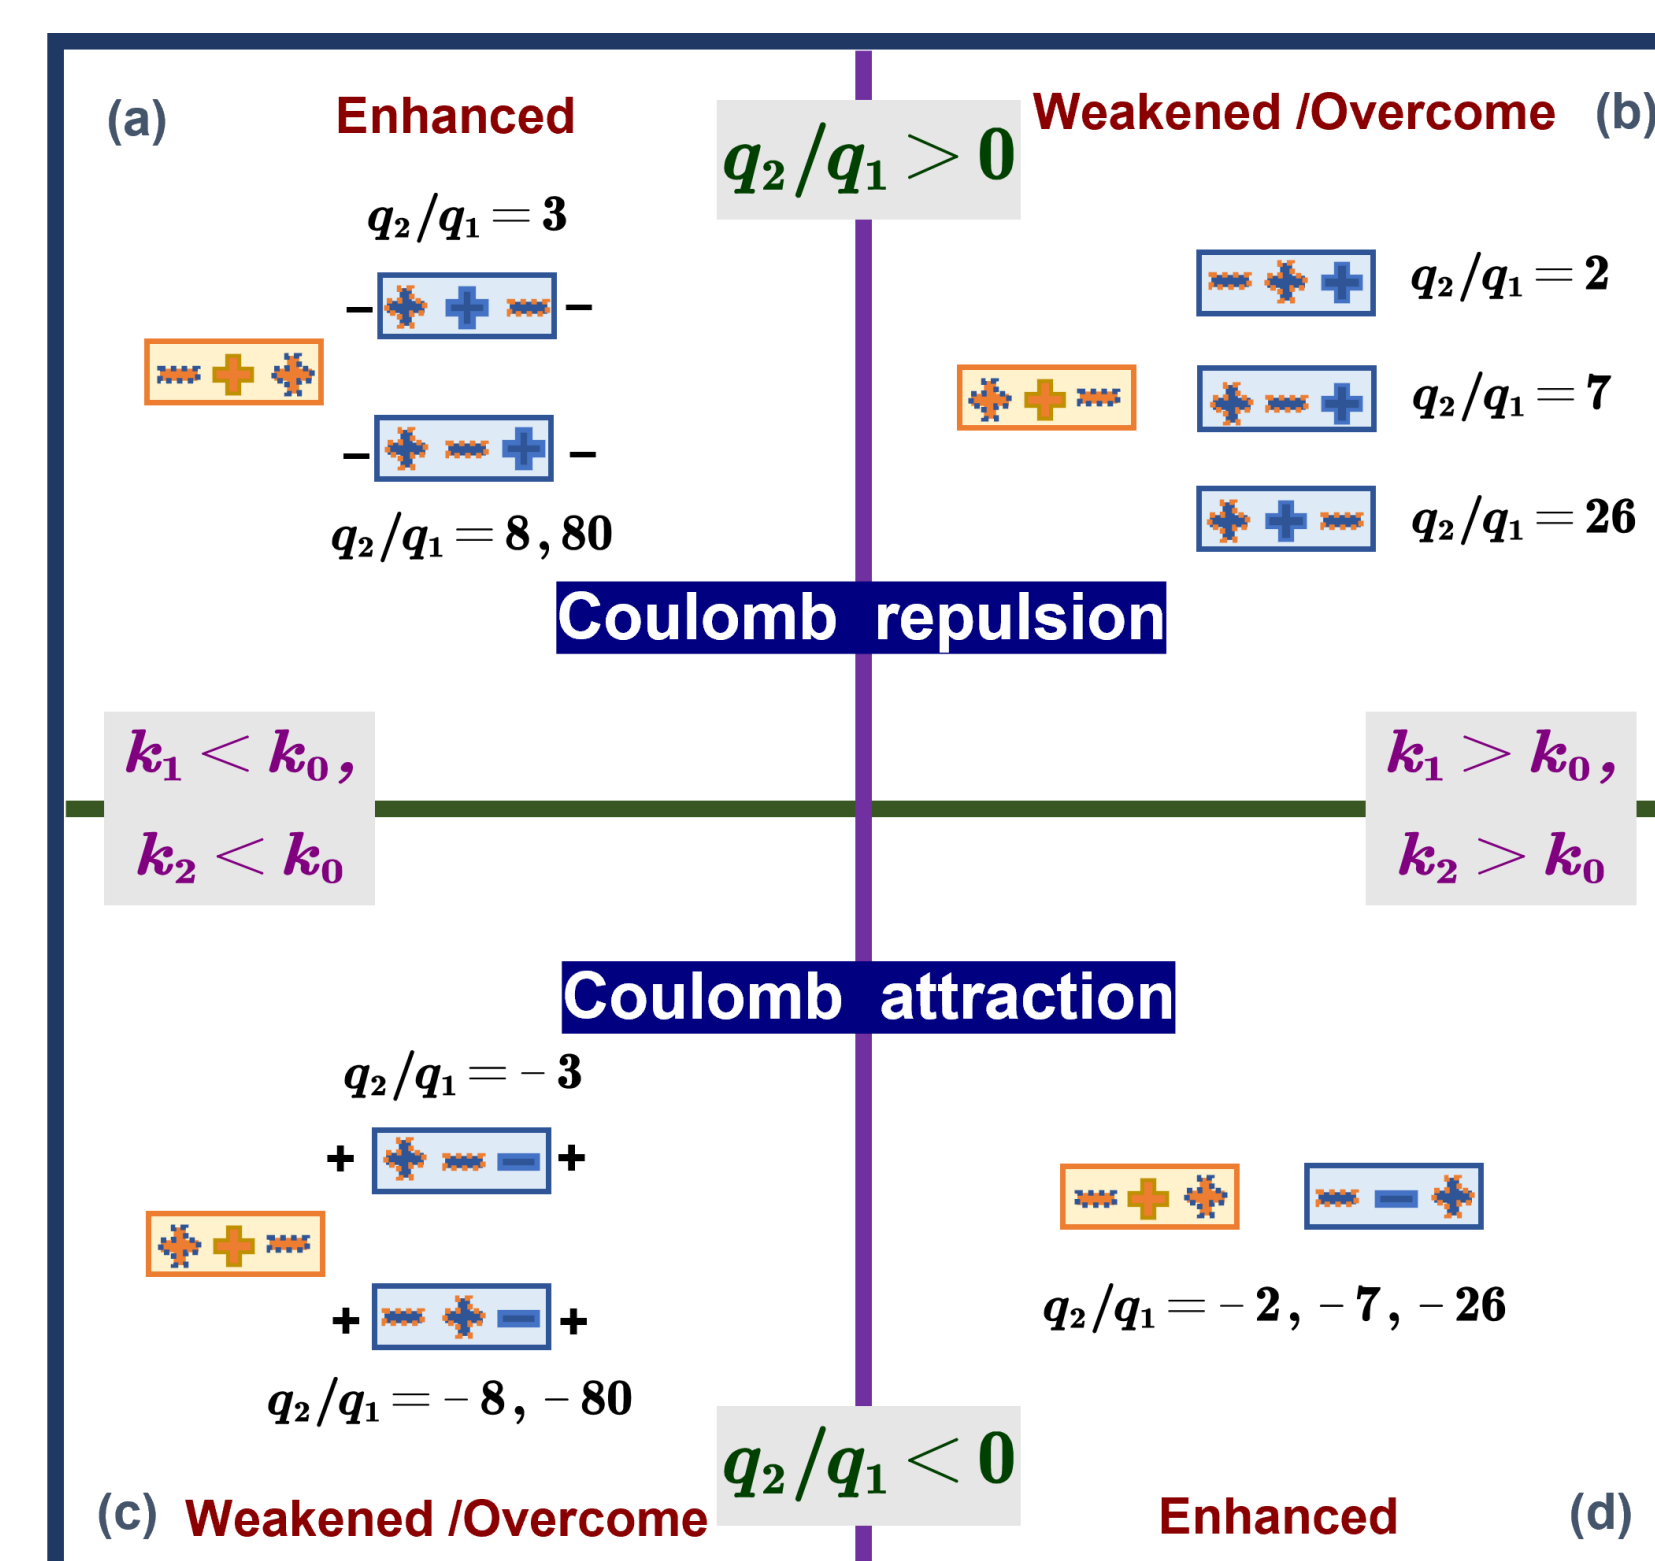 (a) Enhanced
q₂/q₁ > 0
Weakened /Overcome (b)
q₂/q₁ = 3
q₂/q₁ = 2
q₂/q₁ = 7
q₂/q₁ = 8, 80
q₂/q₁ = 26
Coulomb repulsion
k₁ < k₀,
k₂ < k₀
k₁ > k₀,
k₂ > k₀
Coulomb attraction
q₂/q₁ = – 3
q₂/q₁ = – 8, – 80
q₂/q₁ = – 2, – 7, – 26
q₂/q₁ < 0
(c) Weakened /Overcome
Enhanced (d)